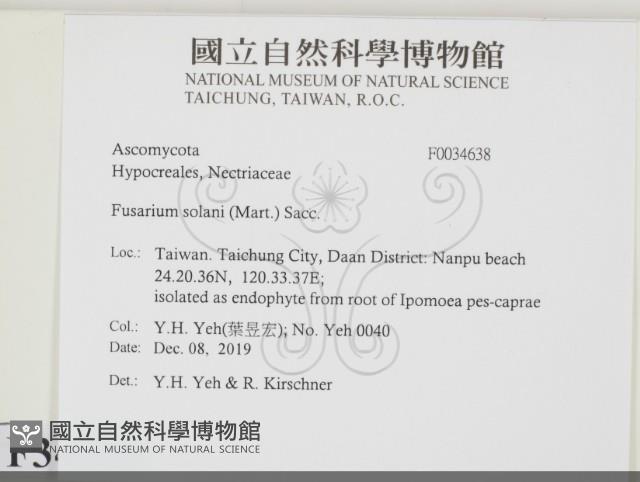 國立自然科學博物館
NATIONAL MUSEUM OF NATURAL SCIENCE
TAICHUNG, TAIWAN, R.O.C.
Ascomycota F0034638
Hypocreales, Nectriaceae
Fusarium solani (Mart.) Sacc.
Loc.: Taiwan. Taichung City, Daan District: Nanpu beach
24.20.36N, 120.33.37E;
isolated as endophyte from root of Ipomoea pes-caprae
Col.: Y.H. Yeh(葉昱宏); No. Yeh 0040
Date: Dec. 08, 2019
Det.: Y.H. Yeh & R. Kirschner
國立自然科學博物館
NATIONAL MUSEUM OF NATURAL SCIENCE